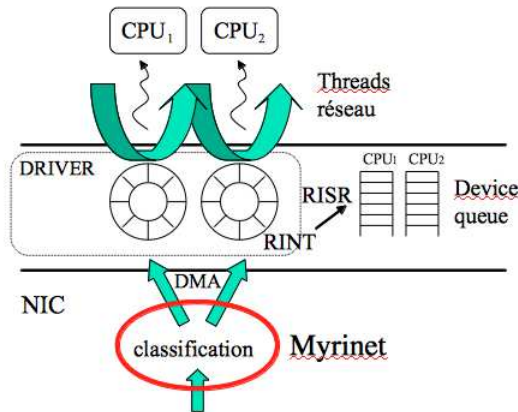 CPU1 CPU2
Threads
réseau
DRIVER
CPU1 CPU2
Device
queue
RISR
RINT
DMA
NIC
classification
Myrinet